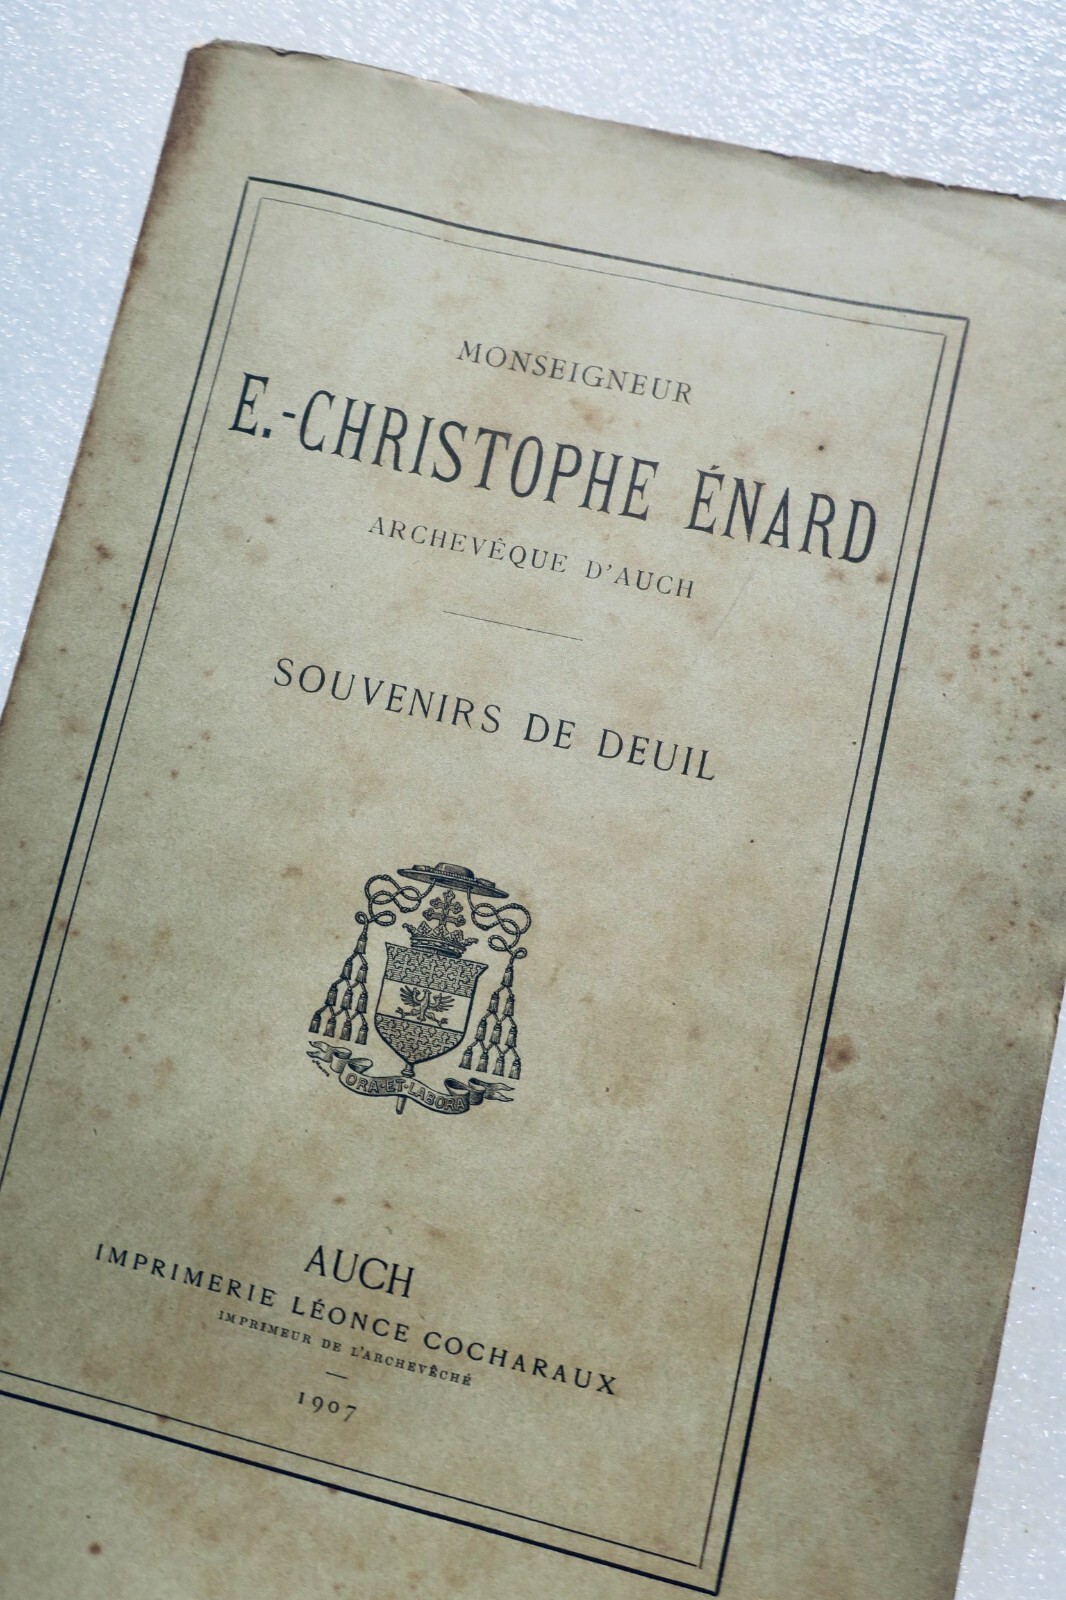 MONSEIGNEUR
E.-CHRISTOPHE ÉNARD
ARCHEVÊQUE D'AUCH
SOUVENIRS DE DEUIL
ORA·ET·LABORA
AUCH
IMPRIMERIE LÉONCE COCHARAUX
IMPRIMEUR DE L'ARCHEVÊCHÉ
1907